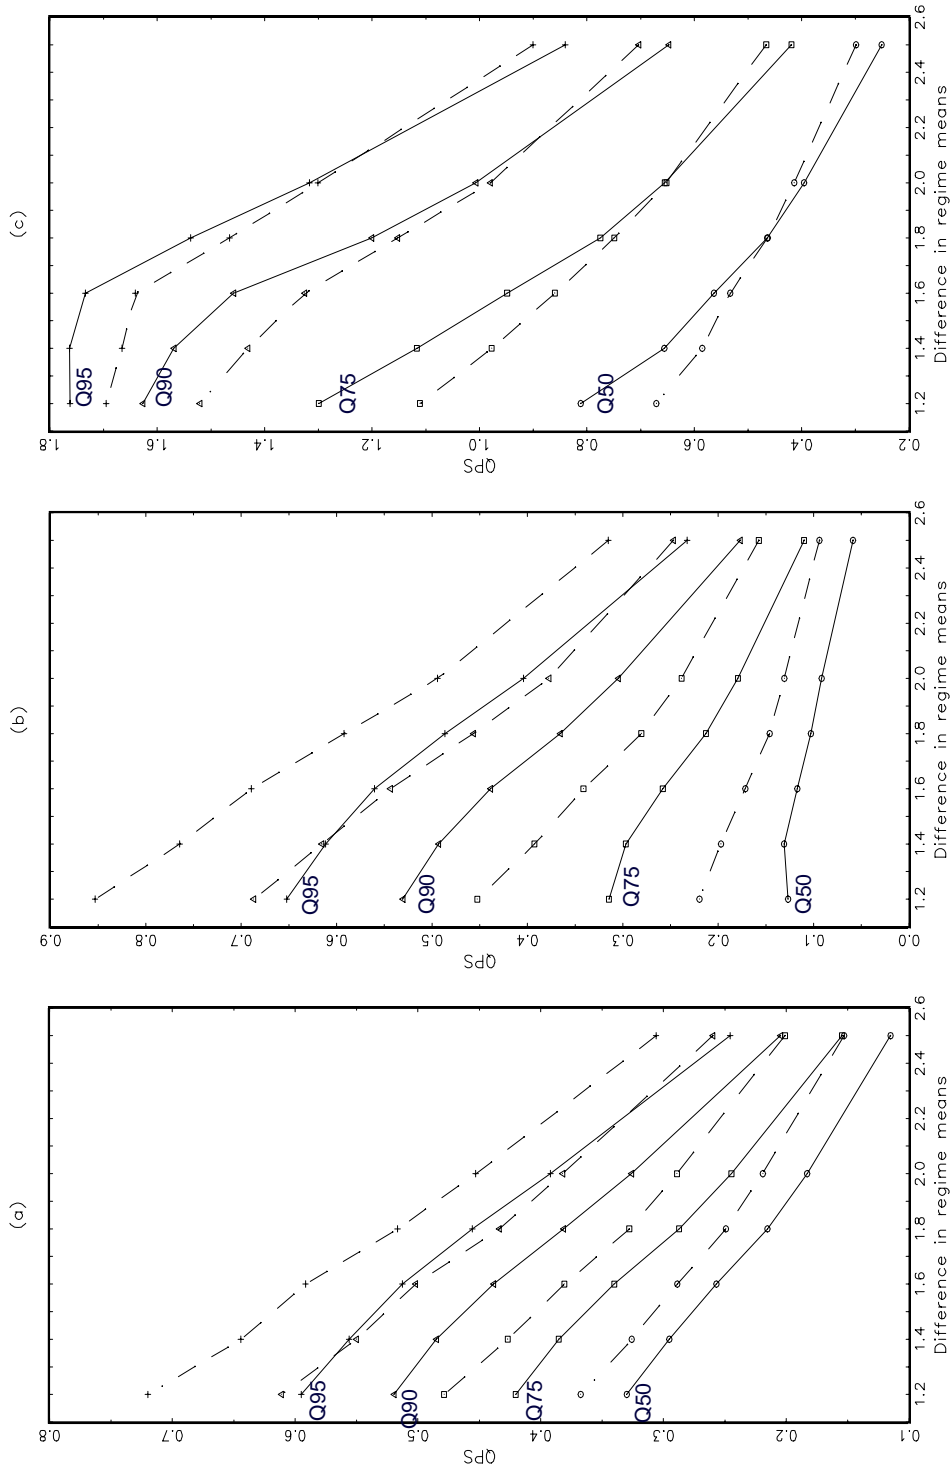 (a)
QPS
0.8
0.7
0.6
0.5
0.4
0.3
0.2
0.1
Q95
Q90
Q75
Q50
1.2 1.4 1.6 1.8 2.0 2.2 2.4 2.6
Difference in regime means
(b)
QPS
0.9
0.8
0.7
0.6
0.5
0.4
0.3
0.2
0.1
0.0
Q95
Q90
Q75
Q50
1.2 1.4 1.6 1.8 2.0 2.2 2.4 2.6
Difference in regime means
(c)
QPS
1.8
1.6
1.4
1.2
1.0
0.8
0.6
0.4
0.2
Q95
Q90
Q75
Q50
1.2 1.4 1.6 1.8 2.0 2.2 2.4 2.6
Difference in regime means